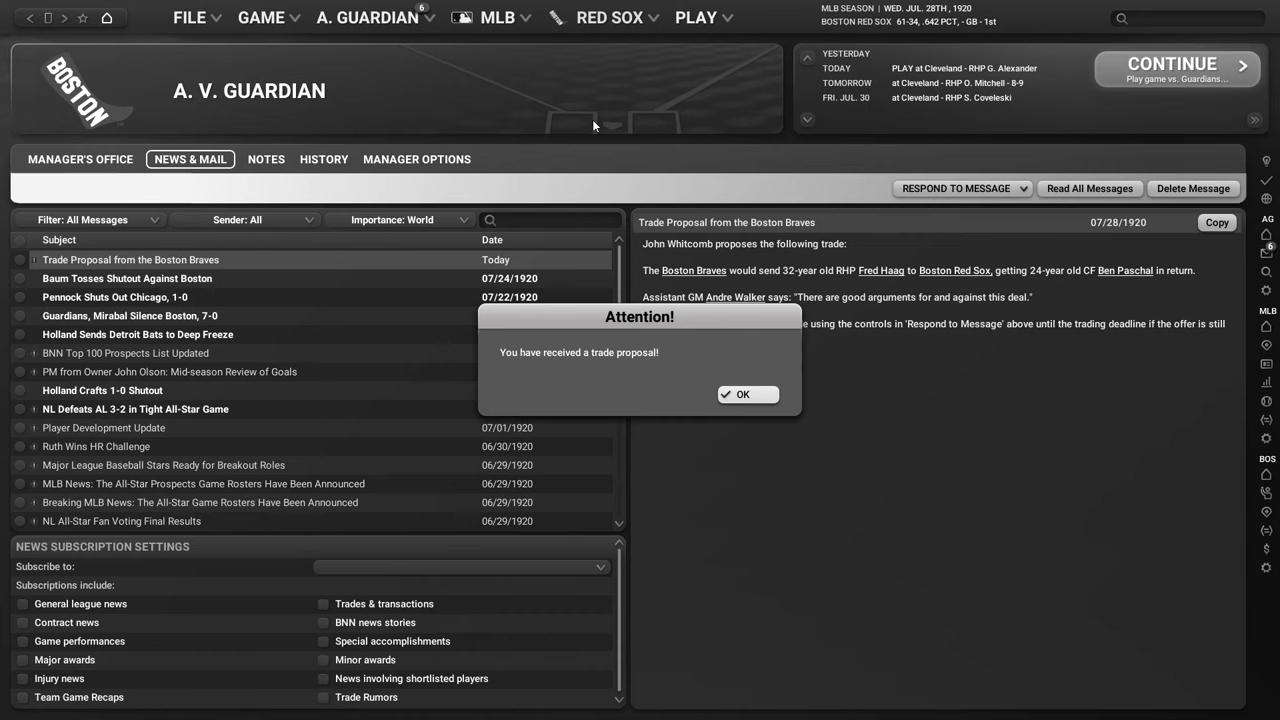 FILE
GAME
A. GUARDIAN
6
MLB
RED SOX
PLAY
MLB SEASON | WED. JUL. 28TH , 1920
BOSTON RED SOX 61-34, .642 PCT, - GB - 1st
BOSTON
A. V. GUARDIAN
YESTERDAY
TODAY PLAY at Cleveland - RHP G. Alexander
TOMORROW at Cleveland - RHP O. Mitchell - 8-9
FRI. JUL. 30 at Cleveland - RHP S. Coveleski
CONTINUE
Play game vs. Guardians...
MANAGER'S OFFICE
NEWS & MAIL
NOTES
HISTORY
MANAGER OPTIONS
RESPOND TO MESSAGE
Read All Messages
Delete Message
Filter: All Messages
Sender: All
Importance: World
Subject Date
Trade Proposal from the Boston Braves Today
Baum Tosses Shutout Against Boston 07/24/1920
Pennock Shuts Out Chicago, 1-0 07/22/1920
Guardians, Mirabal Silence Boston, 7-0
Holland Sends Detroit Bats to Deep Freeze
BNN Top 100 Prospects List Updated
PM from Owner John Olson: Mid-season Review of Goals
Holland Crafts 1-0 Shutout
NL Defeats AL 3-2 in Tight All-Star Game
Player Development Update 07/01/1920
Ruth Wins HR Challenge 06/30/1920
Major League Baseball Stars Ready for Breakout Roles 06/29/1920
MLB News: The All-Star Prospects Game Rosters Have Been Announced 06/29/1920
Breaking MLB News: The All-Star Game Rosters Have Been Announced 06/29/1920
NL All-Star Fan Voting Final Results 06/29/1920
Trade Proposal from the Boston Braves 07/28/1920 Copy
John Whitcomb proposes the following trade:
The Boston Braves would send 32-year old RHP Fred Haag to Boston Red Sox, getting 24-year old CF Ben Paschal in return.
Assistant GM Andre Walker says: "There are good arguments for and against this deal."
e using the controls in 'Respond to Message' above until the trading deadline if the offer is still
Attention!
You have received a trade proposal!
OK
NEWS SUBSCRIPTION SETTINGS
Subscribe to:
Subscriptions include:
General league news Trades & transactions
Contract news BNN news stories
Game performances Special accomplishments
Major awards Minor awards
Injury news News involving shortlisted players
Team Game Recaps Trade Rumors
AG
6
MLB
BOS